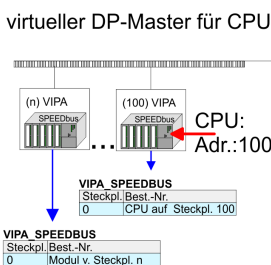 virtueller DP-Master für CPU
(n) VIPA
(100) VIPA
SPEEDbus
SPEEDbus
CPU:
Adr.:100
...
VIPA_SPEEDBUS
Steckpl. Best.-Nr.
0 CPU auf Steckpl. 100
VIPA_SPEEDBUS
Steckpl. Best.-Nr.
0 Modul v. Steckpl. n